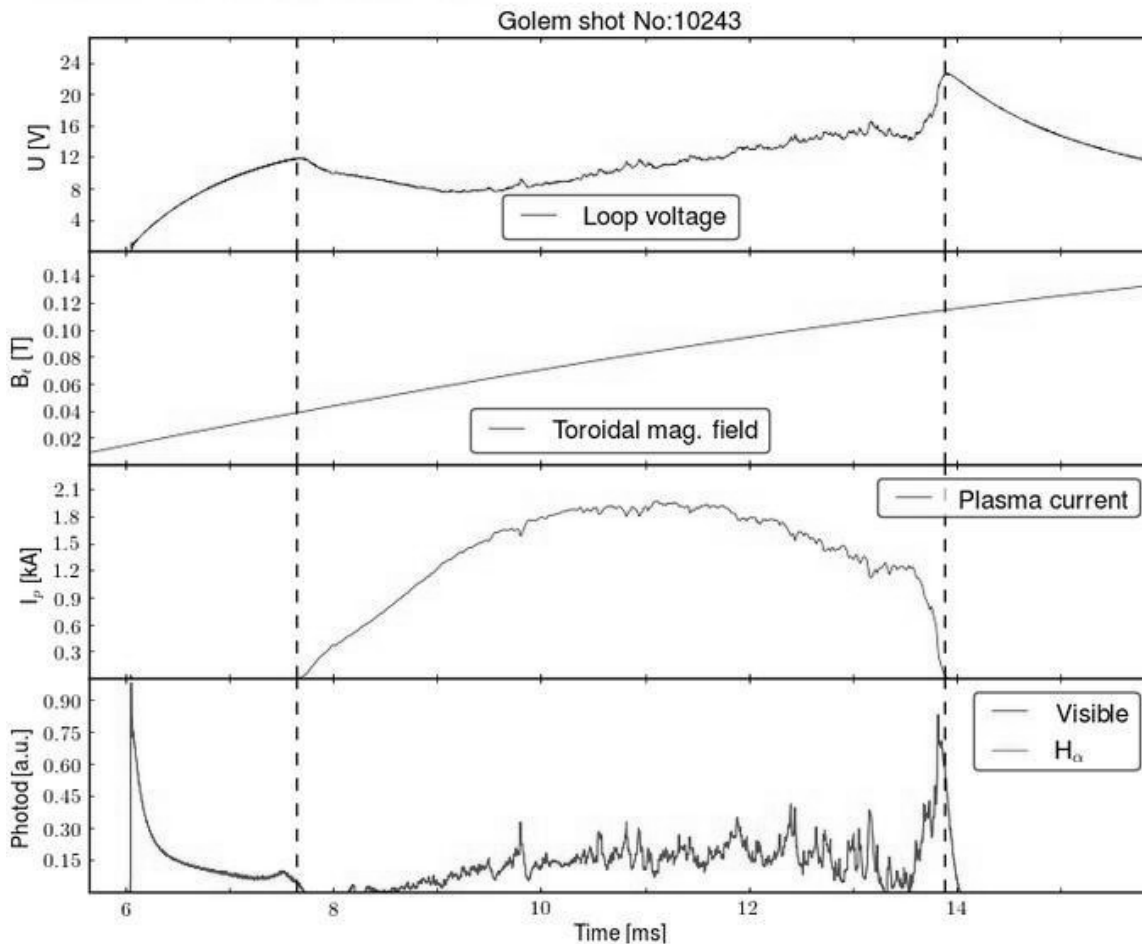 Golem shot No:10243
24
20
16
12
8
4
U [V]
Loop voltage
0.14
0.12
0.10
0.08
0.06
0.04
0.02
Bₜ [T]
Toroidal mag. field
2.1
1.8
1.5
1.2
0.9
0.6
0.3
Iₚ [kA]
Plasma current
0.90
0.75
0.60
0.45
0.30
0.15
Photod [a.u.]
Visible
Hα
6 8 10 12 14
Time [ms]